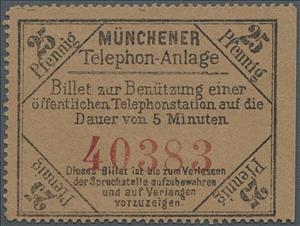 25 Pfennig
25 Pfennig
MÜNCHENER
Telephon-Anlage
Billet zur Benützung einer
öffentlichen Telephonstation auf die
Dauer von 5 Minuten
40383
Dieses Billet ist bis zum Verlassen
der Sprechstelle aufzubewahren
und auf Verlangen
vorzuzeigen.
25 Pfennig
25 Pfennig